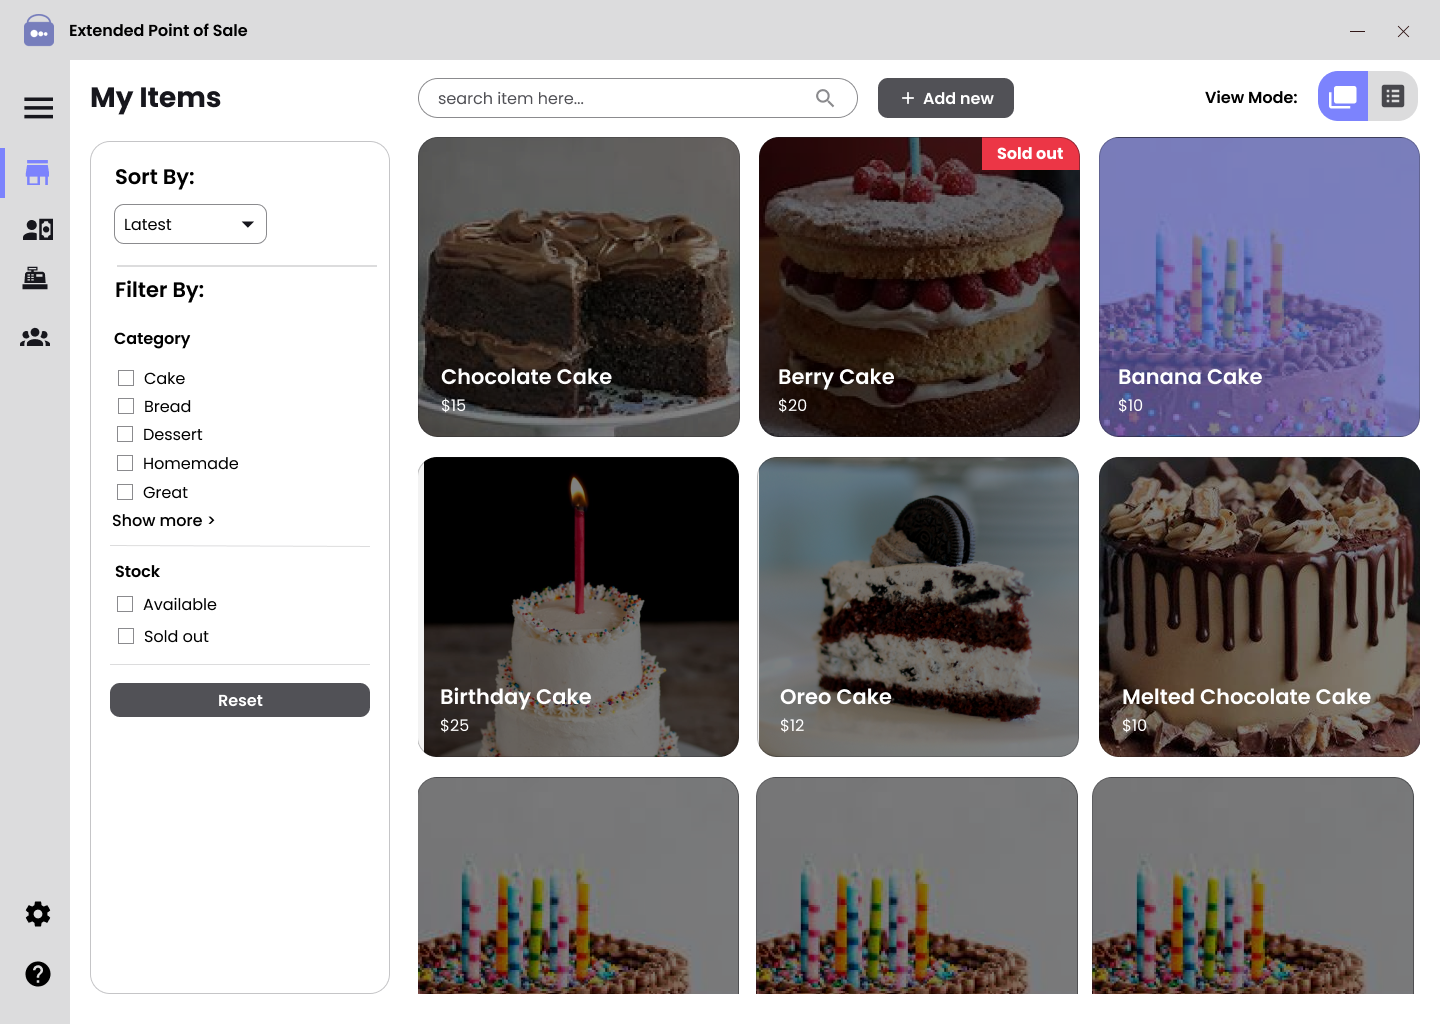 Extended Point of Sale
My Items
search item here...
Add new
View Mode:
Sort By:
Latest
Filter By:
Category
Cake
Bread
Dessert
Homemade
Great
Show more >
Stock
Available
Sold out
Reset
Chocolate Cake
$15
Sold out
Berry Cake
$20
Banana Cake
$10
Birthday Cake
$25
Oreo Cake
$12
Melted Chocolate Cake
$10